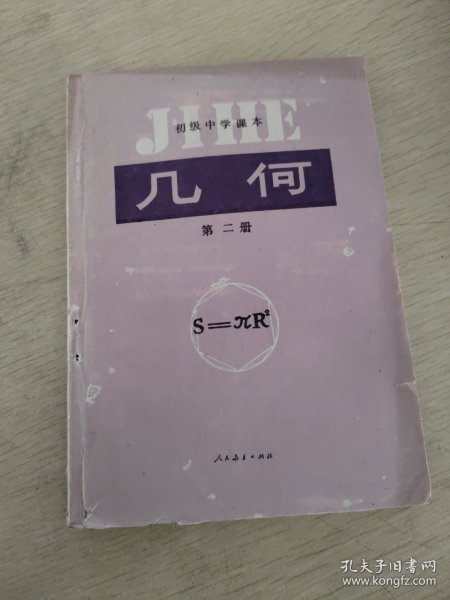 JIHE
初级中学课本
几何
第二册
S=πR²
人民教育出版社
孔夫子旧书网
www.kongfz.com